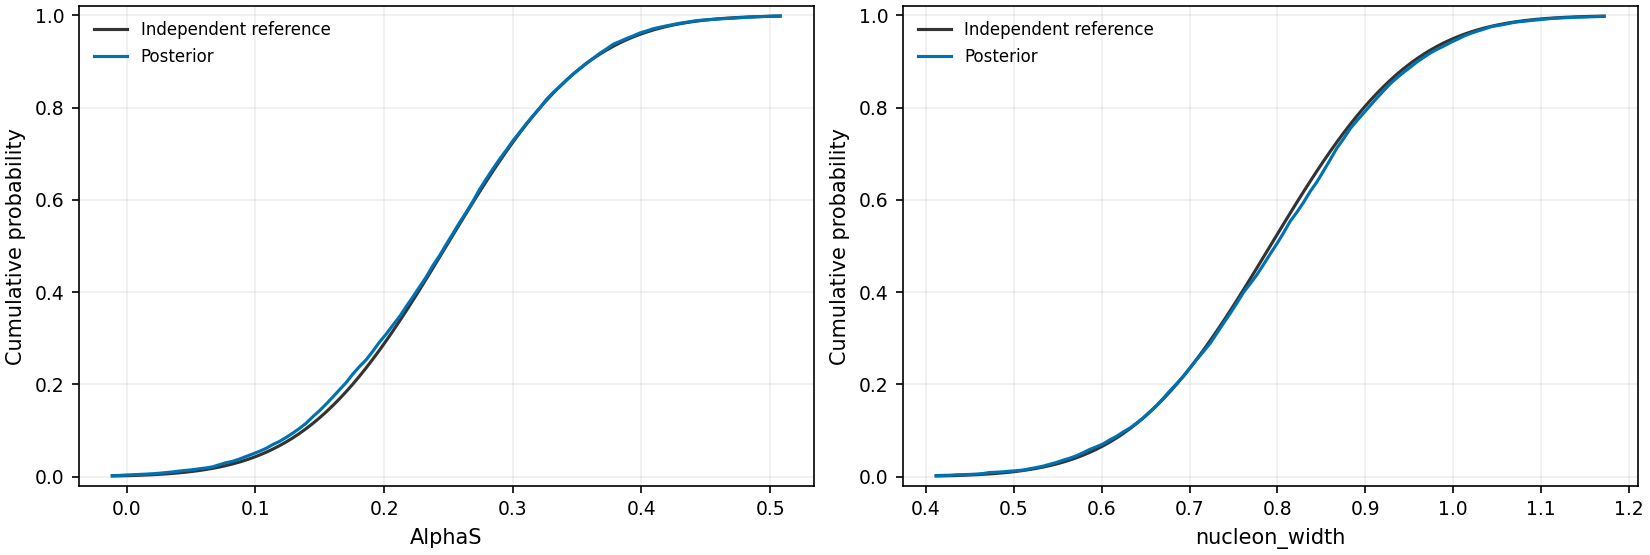 Independent reference
Posterior
Cumulative probability
1.0
0.8
0.6
0.4
0.2
0.0
0.0 0.1 0.2 0.3 0.4 0.5
AlphaS
Independent reference
Posterior
Cumulative probability
1.0
0.8
0.6
0.4
0.2
0.0
0.4 0.5 0.6 0.7 0.8 0.9 1.0 1.1 1.2
nucleon_width